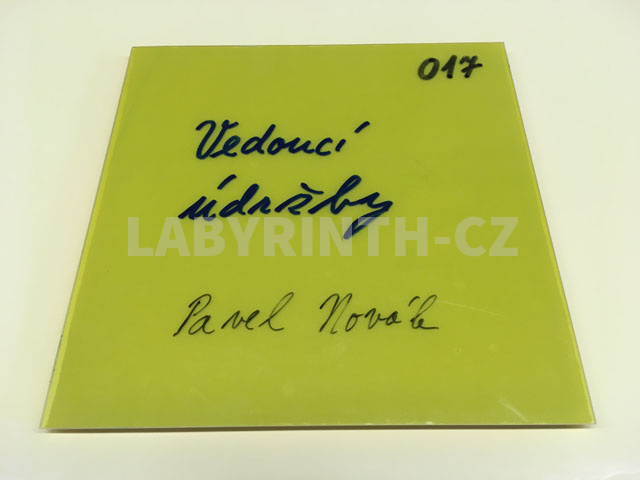 017
Vedoucí
údržby
LABYRINTH-CZ
Pavel Novák